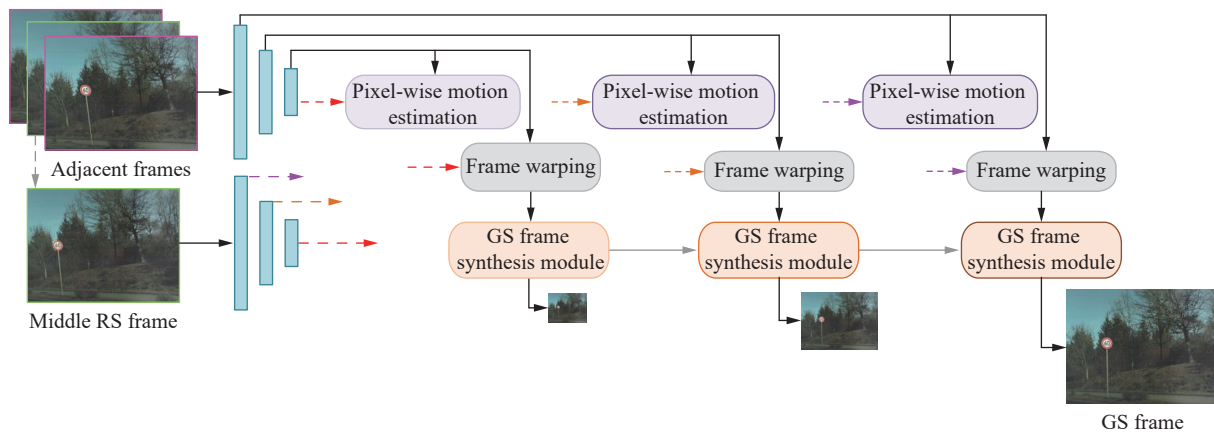 Adjacent frames
Middle RS frame
Pixel-wise motion
estimation
Pixel-wise motion
estimation
Pixel-wise motion
estimation
Frame warping
Frame warping
Frame warping
GS frame
synthesis module
GS frame
synthesis module
GS frame
synthesis module
GS frame